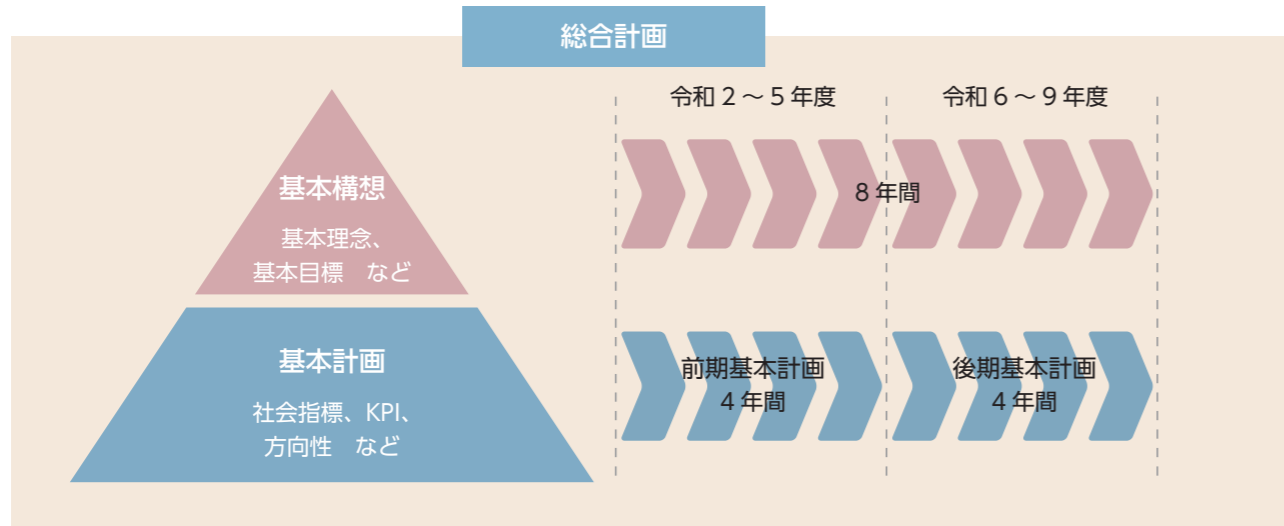 総合計画
基本構想
基本理念、
基本目標　など
基本計画
社会指標、KPI、
方向性　など
令和２～５年度
令和６～９年度
８年間
前期基本計画
４年間
後期基本計画
４年間